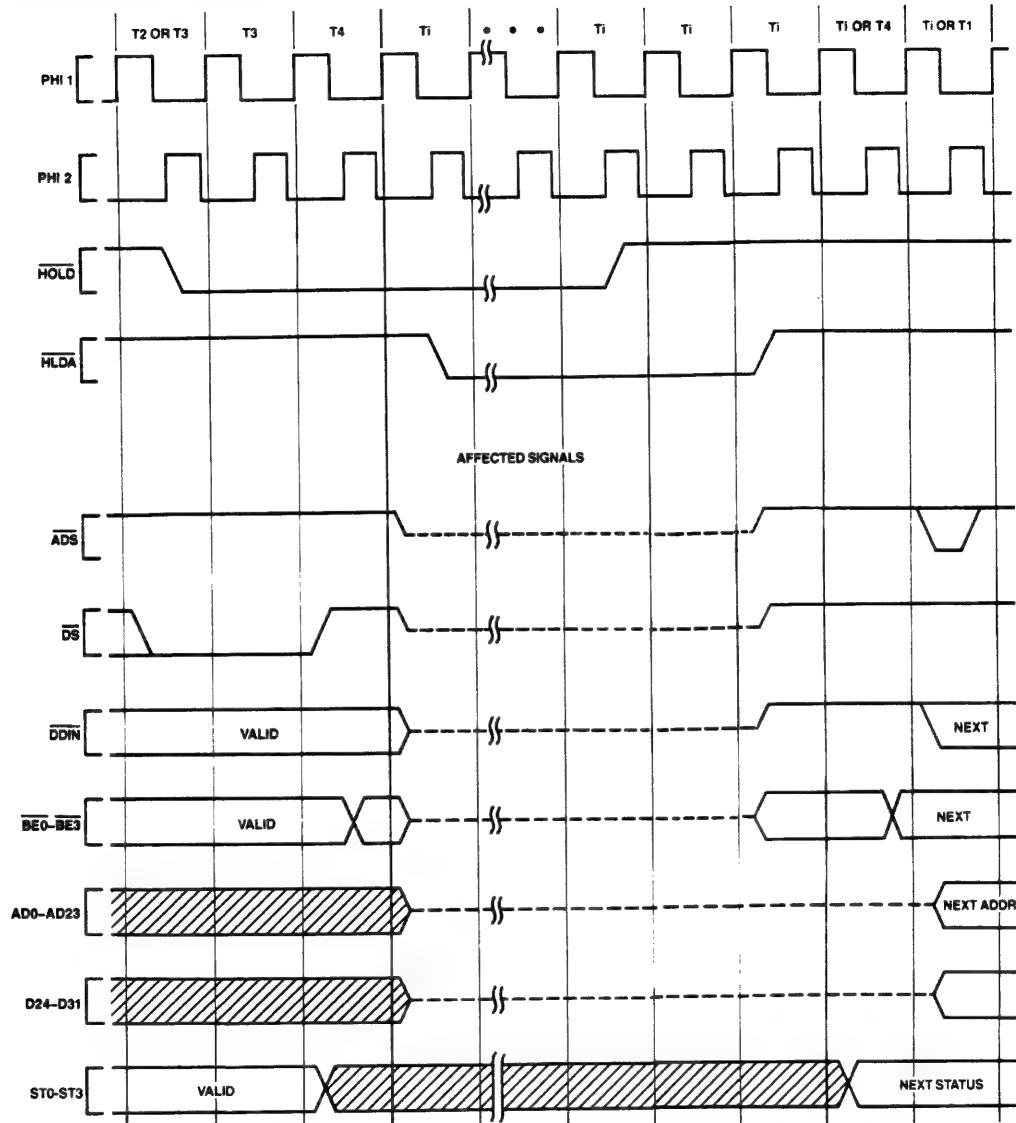 T2 OR T3 T3 T4 Ti • • • Ti Ti Ti Ti OR T4 Ti OR T1
PHI 1
PHI 2
HOLD
HLDA
AFFECTED SIGNALS
ADS
DS
DDIN VALID NEXT
BE0–BE3 VALID NEXT
AD0–AD23 NEXT ADDR
D24–D31
ST0-ST3 VALID NEXT STATUS